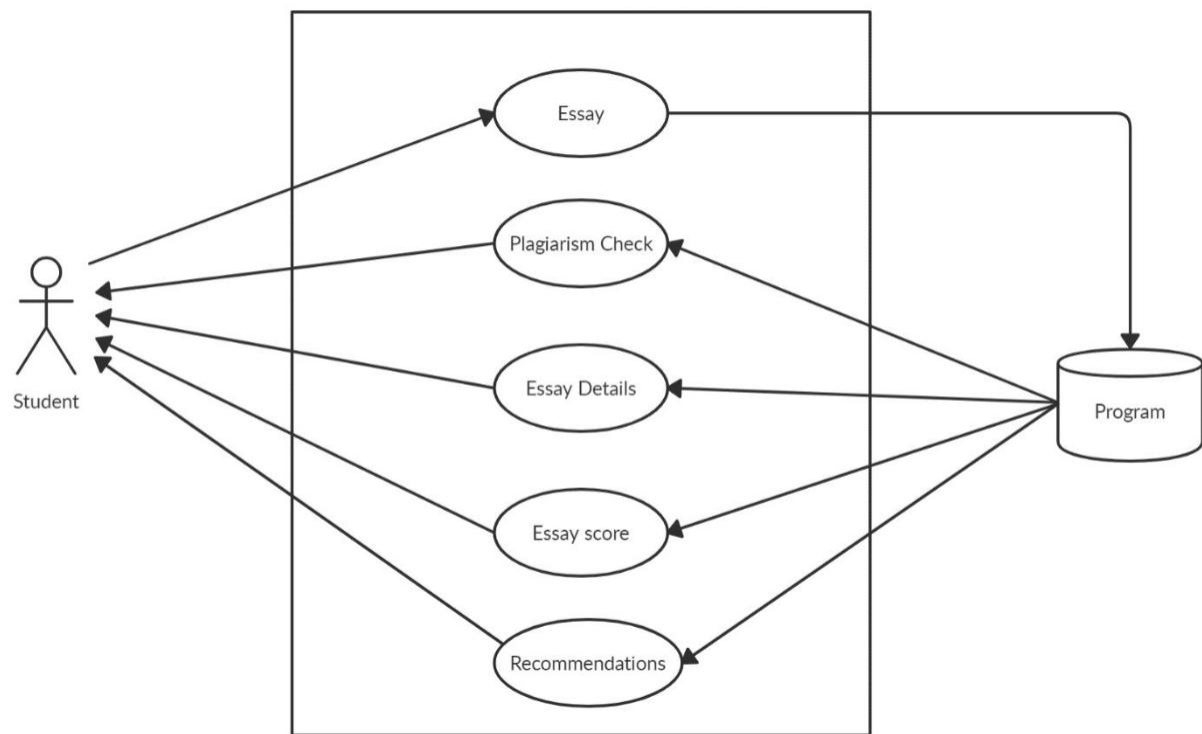 Essay
Plagiarism Check
Essay Details
Student
Program
Essay score
Recommendations